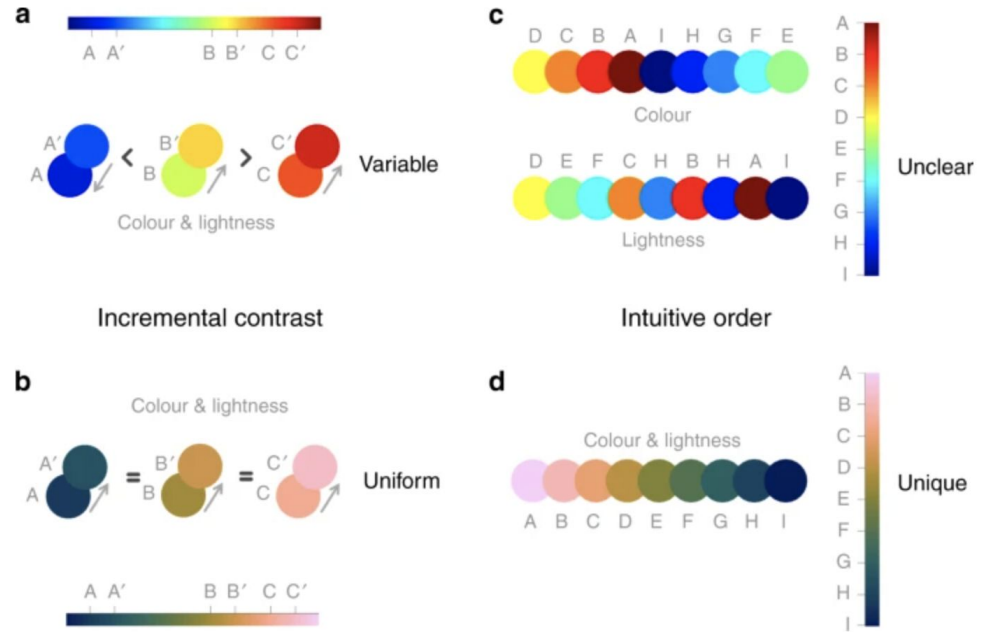 a
A A′ B B′ C C′
A′ B′ C′
A < B > C
Variable
Colour & lightness
Incremental contrast
b
Colour & lightness
A′ B′ C′
A = B = C
Uniform
A A′ B B′ C C′
c
D C B A I H G F E
Colour
D E F C H B H A I
Lightness
A
B
C
D
E
F
G
H
I
Unclear
Intuitive order
d
Colour & lightness
A B C D E F G H I
A
B
C
D
E
F
G
H
I
Unique